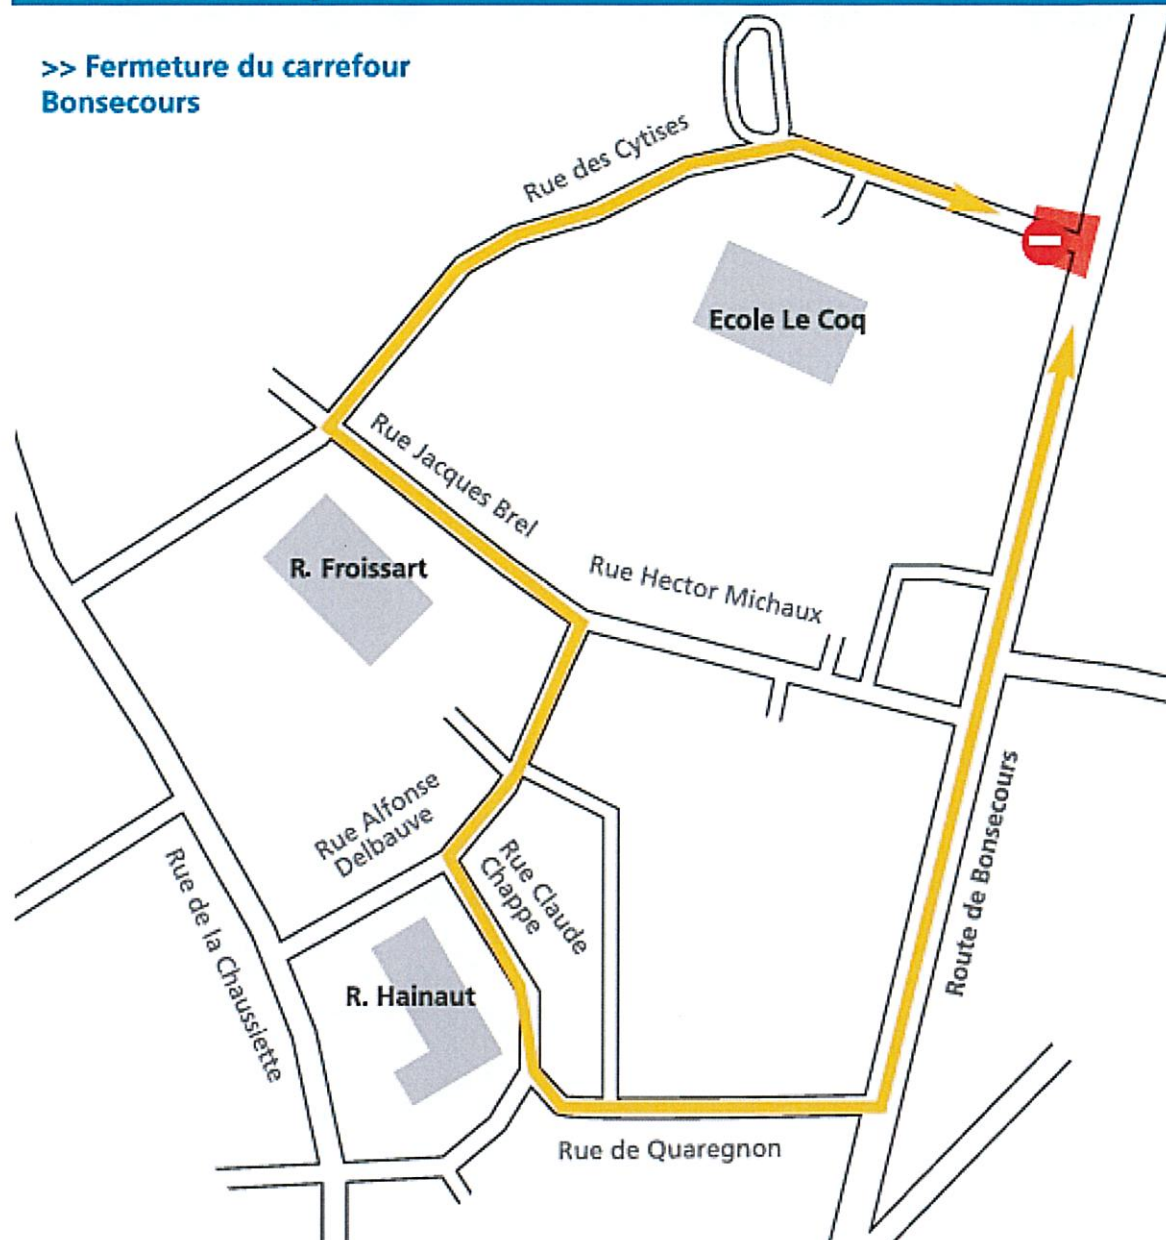 >> Fermeture du carrefour
Bonsecours
Rue des Cytises
Ecole Le Coq
Rue Jacques Brel
R. Froissart
Rue Hector Michaux
Rue Alfonse
Delbauve
Rue Claude
Chappe
Rue de la Chaussiette
R. Hainaut
Route de Bonsecours
Rue de Quaregnon